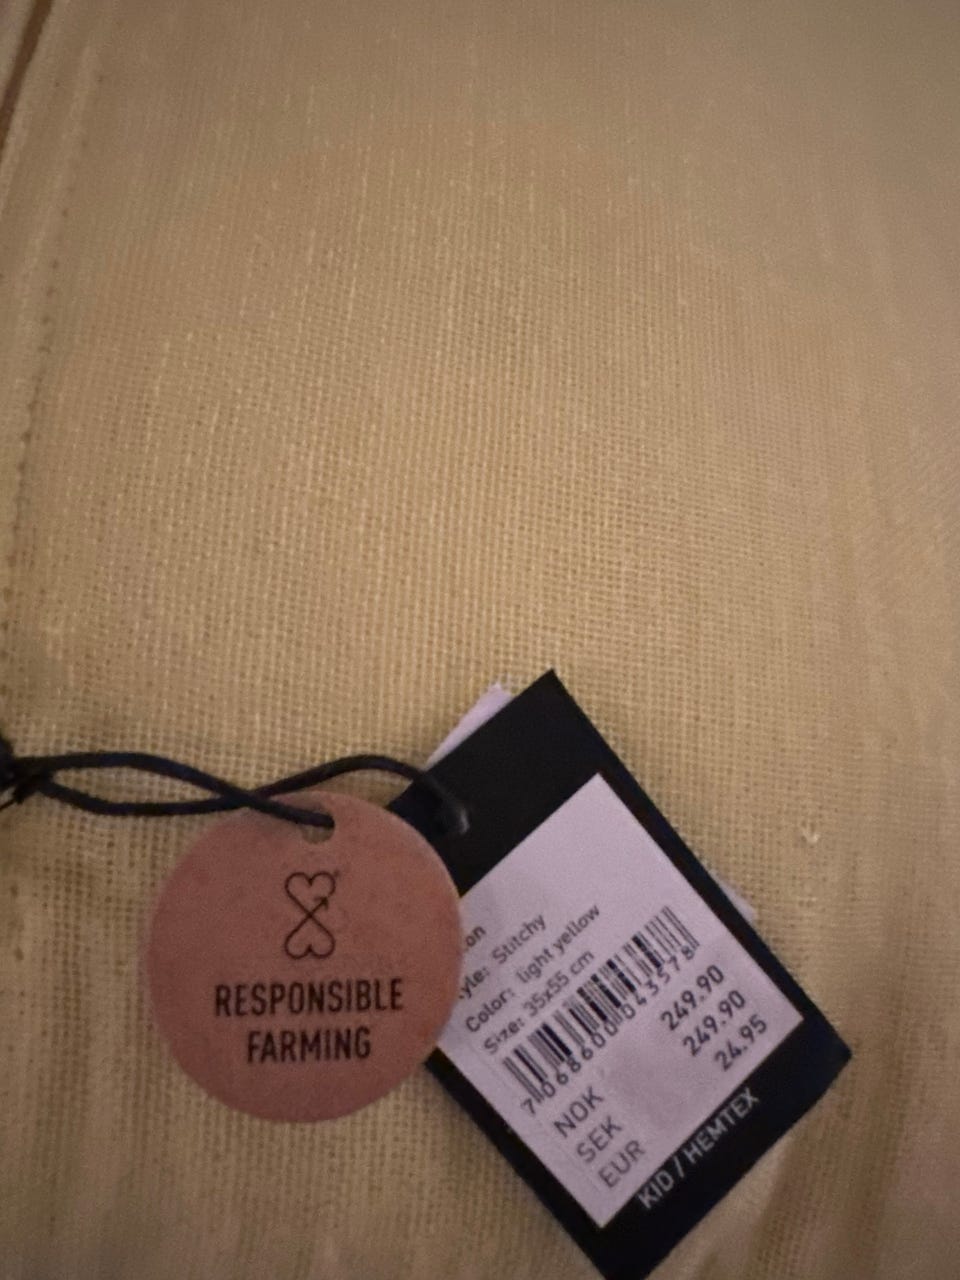 RESPONSIBLE
FARMING
Stitchy
Color: light yellow
Size: 35x55 cm
7068600043578
NOK 249.90
SEK 249.90
EUR 24.95
KID / HEMTEX